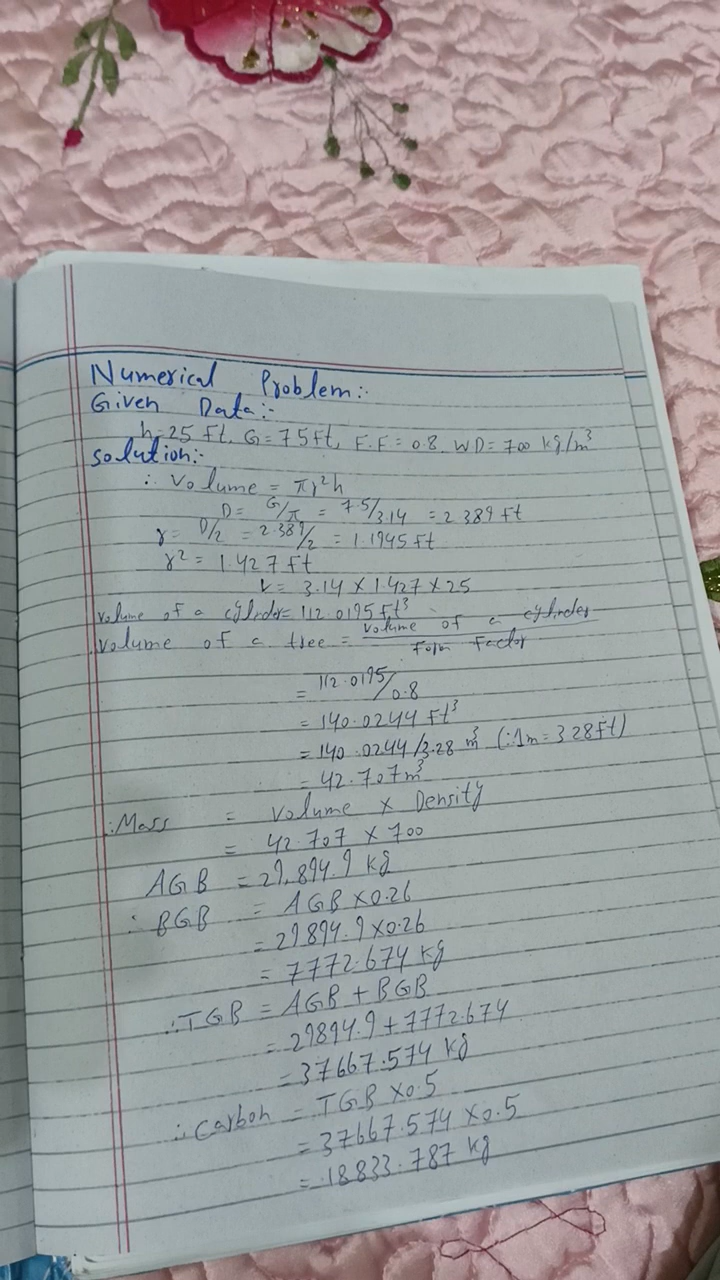 Numerical Problem:-
Given Data:-
h=25 ft, G=7.5ft, F.F=0.8 WD=700 kg/m³
Solution:-
∴ Volume = πr²h
D= G/π = 7.5/3.14 = 2.389 ft
r= D/2 = 2.389/2 = 1.1945 ft
r² = 1.427 ft
V= 3.14 × 1.427 × 25
Volume of a cylinder= 112.0195 ft³
Volume of a tree = Volume of a cylinder / Form Factor
= 112.0195/0.8
= 140.0244 ft³
= 140.0244/3.28 m³ (∵1m=3.28ft)
= 42.707m³
∴Mass = Volume × Density
= 42.707 × 700
AGB = 29,894.9 kg
∴ BGB = AGB ×0.26
= 29894.9 ×0.26
= 7772.674 kg
∴TGB = AGB + BGB
= 29894.9+7772.674
= 37667.574 kg
∴Carbon = TGB ×0.5
= 37667.574 ×0.5
= 18833.787 kg